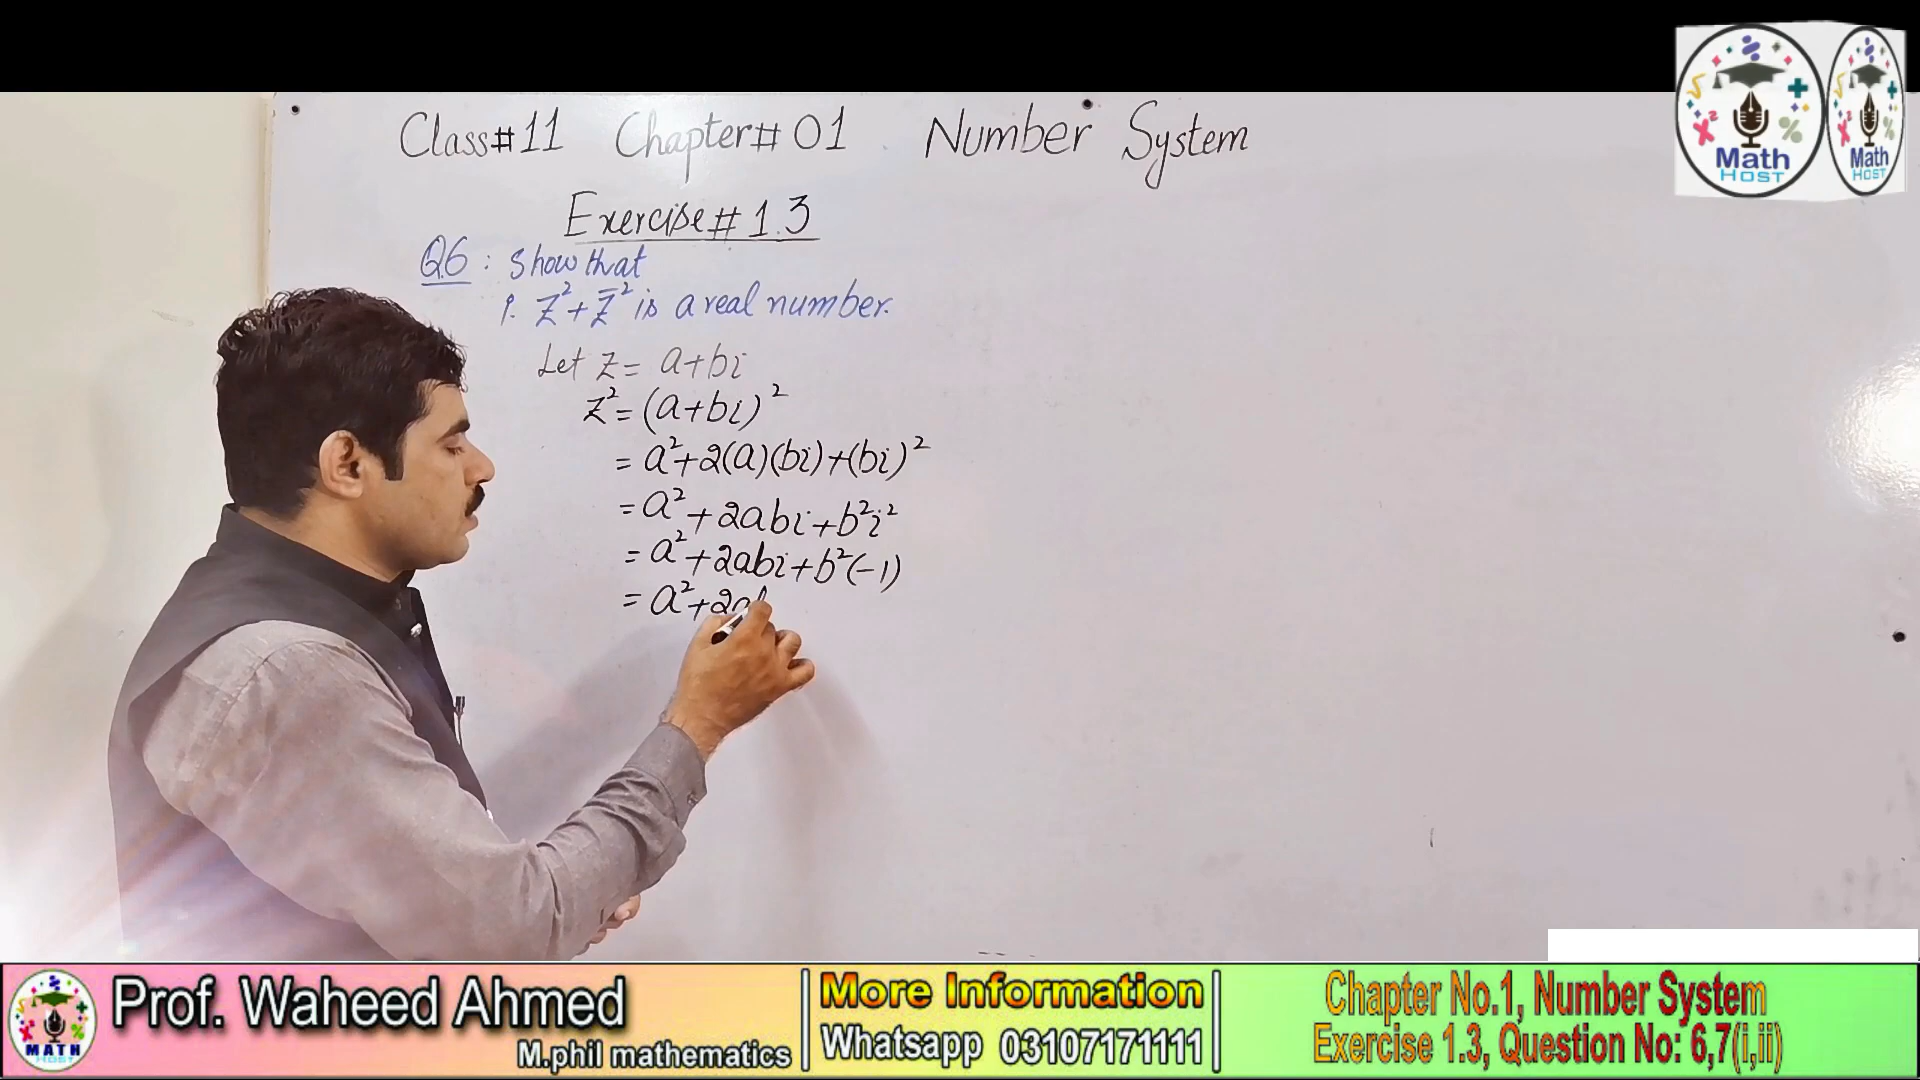 Class#11 Chapter#01 Number System
Exercise#1.3
Q6: Show that
i. z²+z̅² is a real number.
Let z = a+bi
z² = (a+bi)²
= a²+2(a)(bi)+(bi)²
= a²+2abi+b²i²
= a²+2abi+b²(-1)
= a²+2ab
Math
HOST
Math
HOST
MATH
HOST
Prof. Waheed Ahmed
M.phil mathematics
More Information
Whatsapp 03107171111
Chapter No.1, Number System
Exercise 1.3, Question No: 6,7(i,ii)